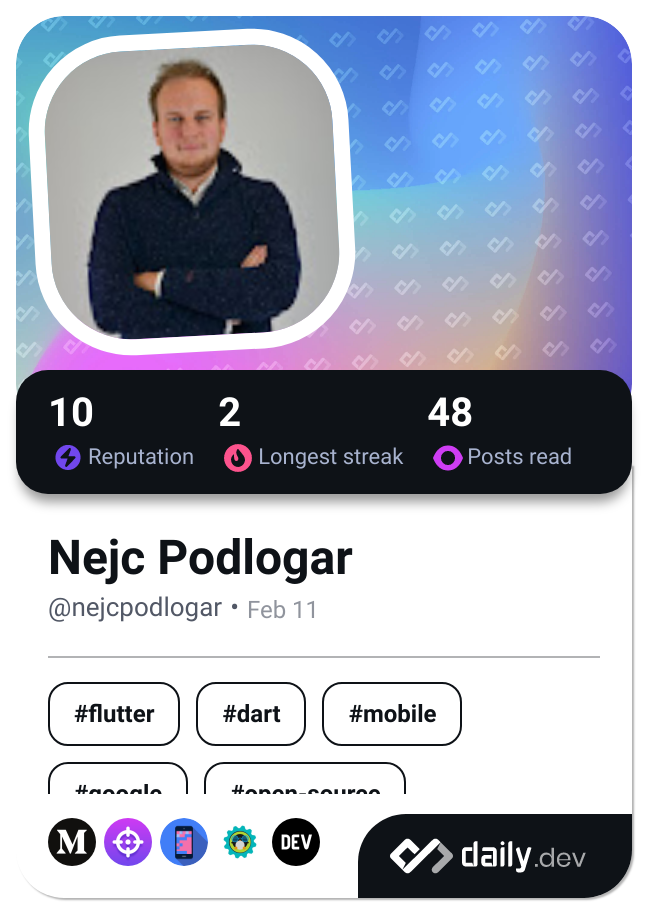 10 2 48
Reputation Longest streak Posts read
Nejc Podlogar
@nejcpodlogar • Feb 11
#flutter #dart #mobile
#google #open-source
M DEV daily.dev